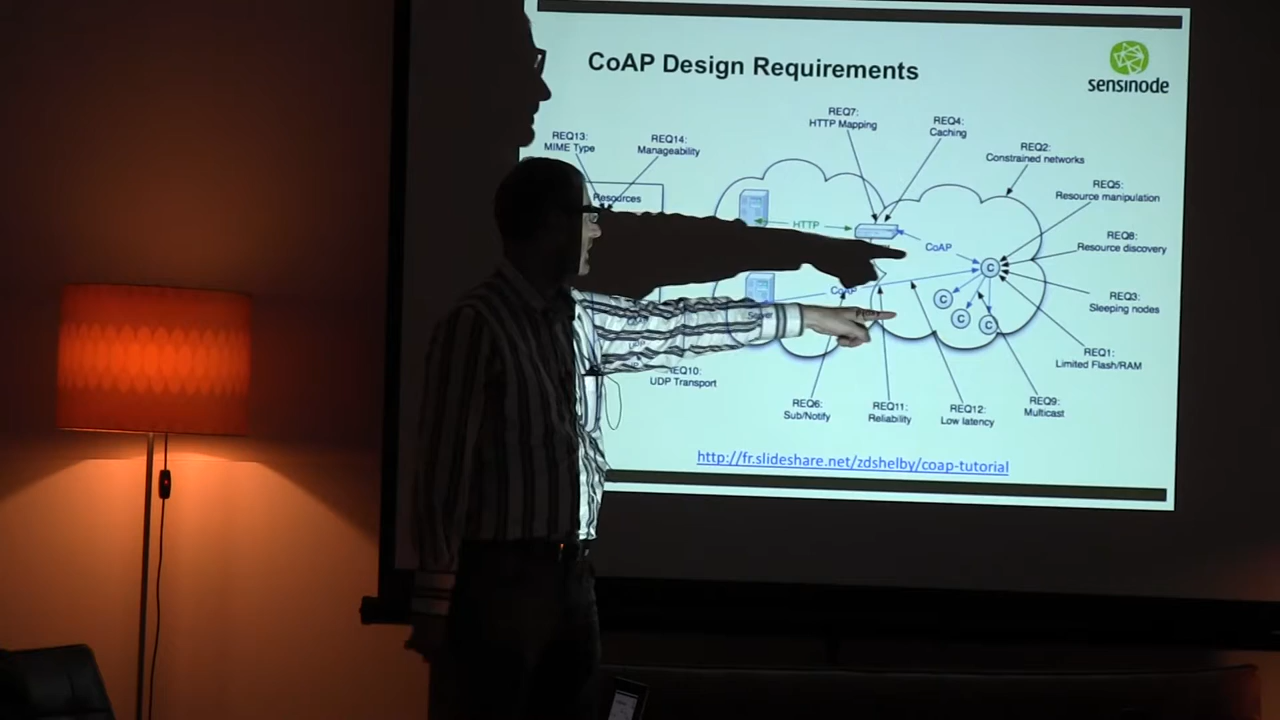 CoAP Design Requirements
sensinode
REQ7:
HTTP Mapping
REQ4:
Caching
REQ13:
MIME Type
REQ14:
Manageability
REQ2:
Constrained networks
REQ5:
Resource manipulation
Resources
HTTP
CoAP
REQ8:
Resource discovery
C
CoAP
C
C
C
REQ3:
Sleeping nodes
Server
UDP
REQ1:
Limited Flash/RAM
REQ10:
UDP Transport
REQ6:
Sub/Notify
REQ11:
Reliability
REQ12:
Low latency
REQ9:
Multicast
http://fr.slideshare.net/zdshelby/coap-tutorial